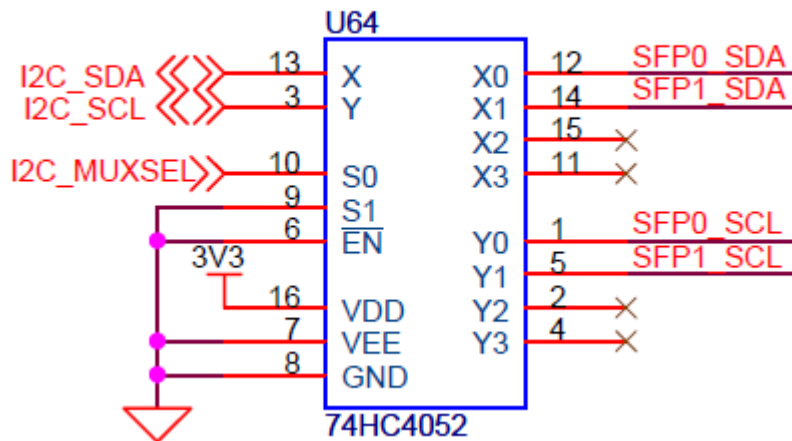 U64
I2C_SDA 13 X X0 12 SFP0_SDA
I2C_SCL 3 Y X1 14 SFP1_SDA
X2 15
I2C_MUXSEL 10 S0 X3 11
9 S1
6 EN Y0 1 SFP0_SCL
3V3 Y1 5 SFP1_SCL
16 VDD Y2 2
7 VEE Y3 4
8 GND
74HC4052